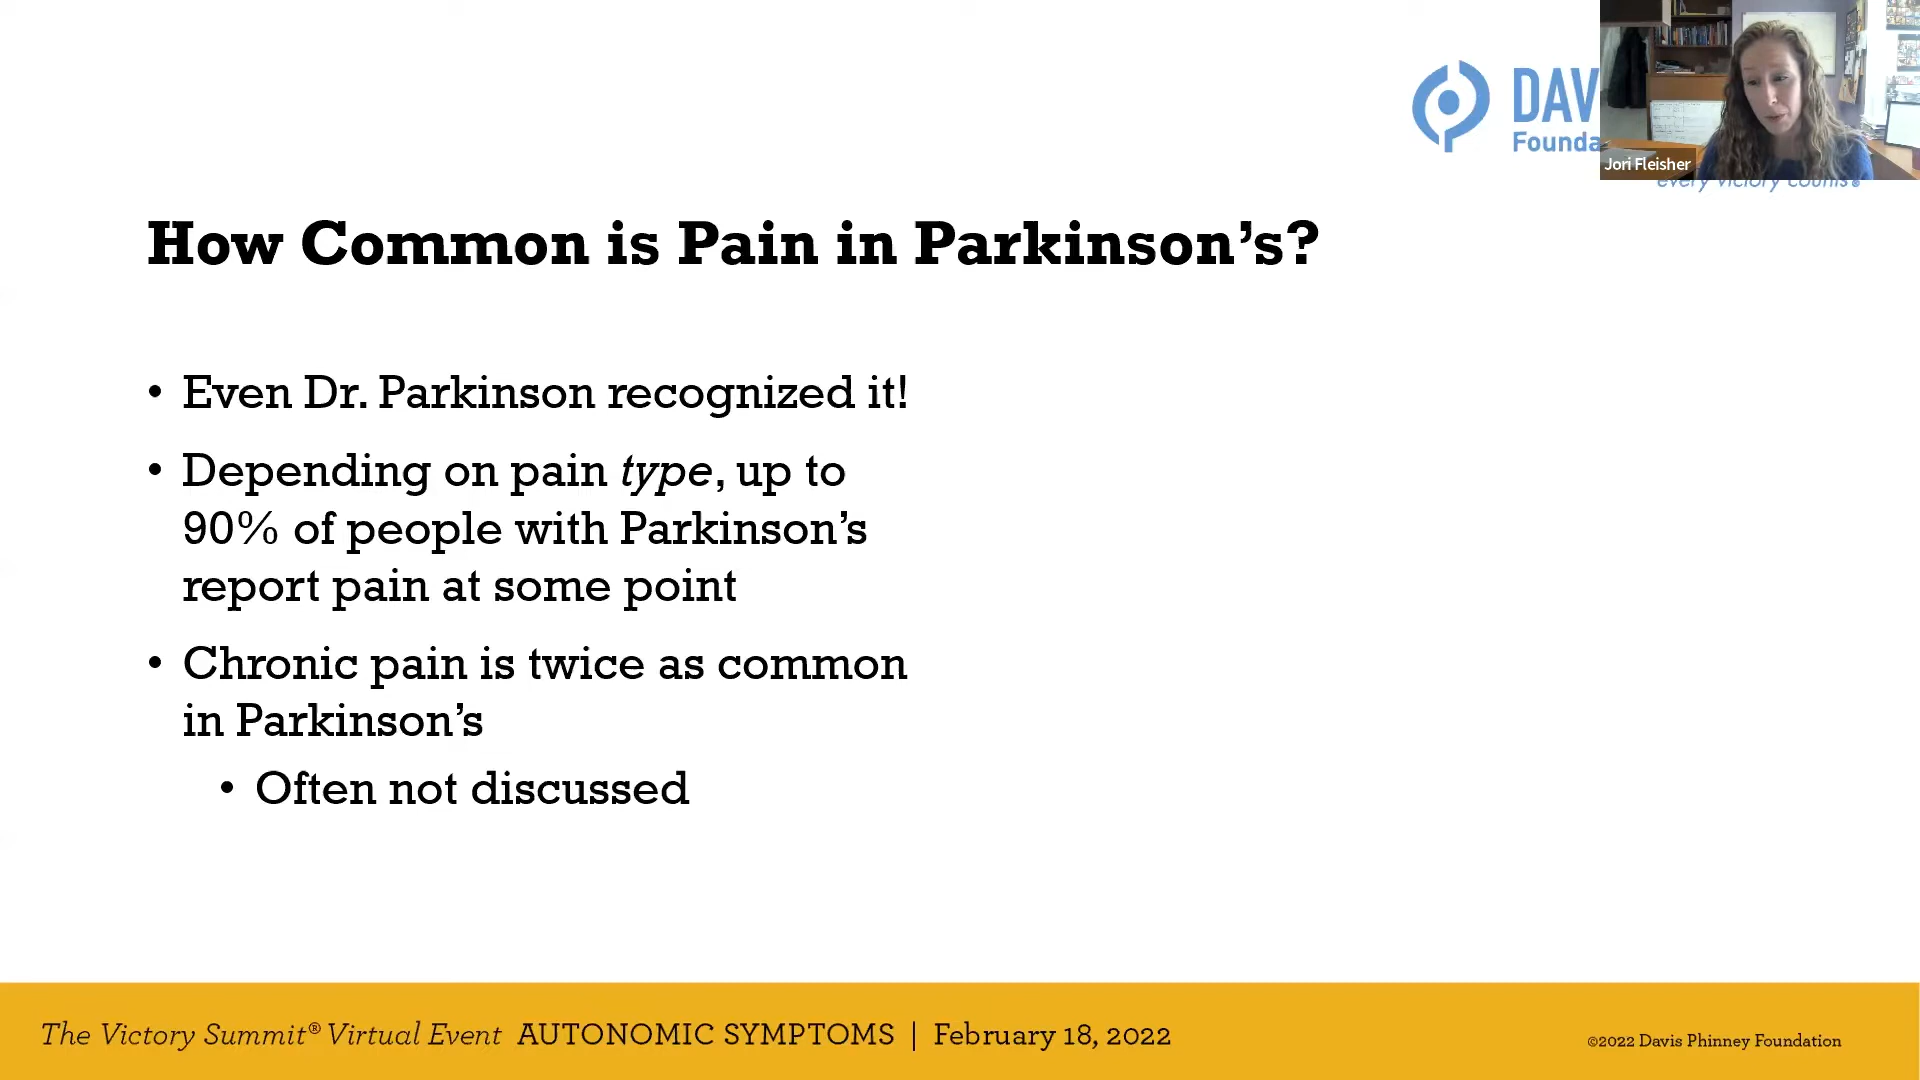 DAV
Founda
Jori Fleisher
every victory counts®
How Common is Pain in Parkinson’s?
• Even Dr. Parkinson recognized it!
• Depending on pain type, up to
90% of people with Parkinson’s
report pain at some point
• Chronic pain is twice as common
in Parkinson’s
• Often not discussed
The Victory Summit® Virtual Event AUTONOMIC SYMPTOMS | February 18, 2022
©2022 Davis Phinney Foundation